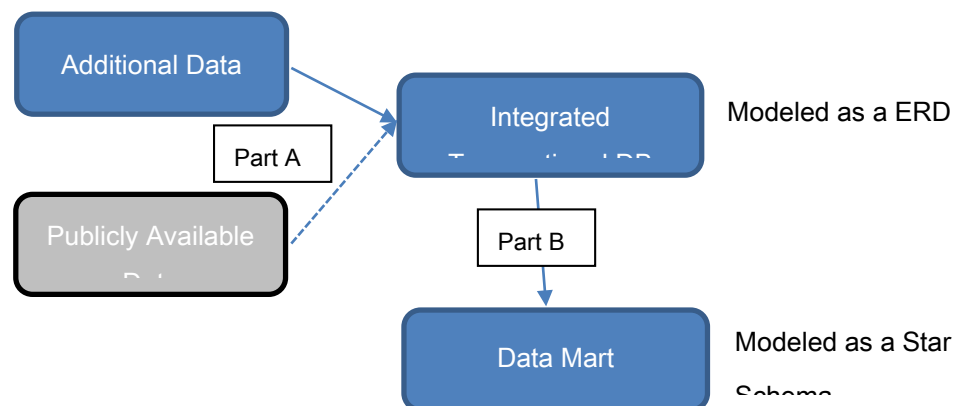 Additional Data
Integrated
Modeled as a ERD
Part A
Publicly Available
Part B
Data Mart
Modeled as a Star